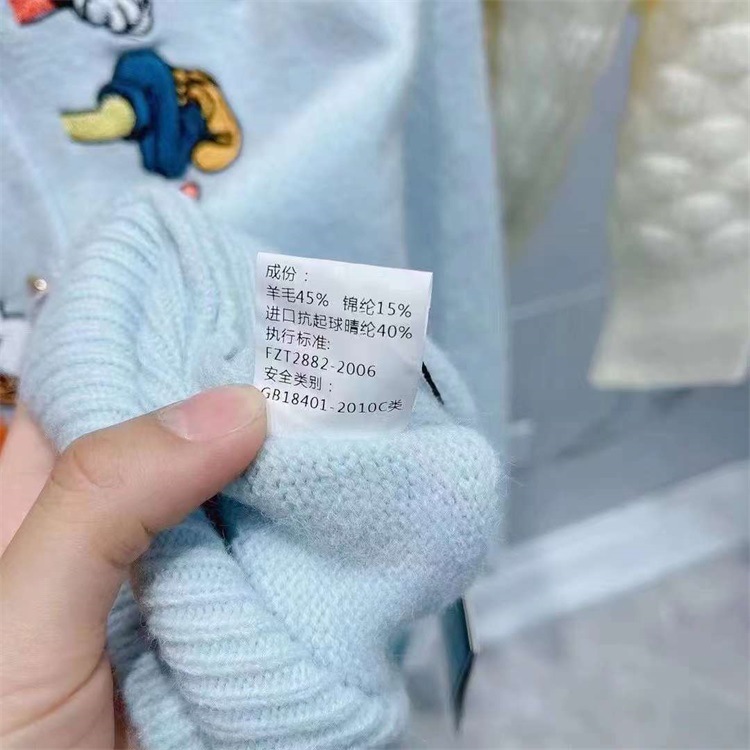 成份：
羊毛45% 锦纶15%
进口抗起球晴纶40%
执行标准:
FZT2882-2006
安全类别：
GB18401-2010C类